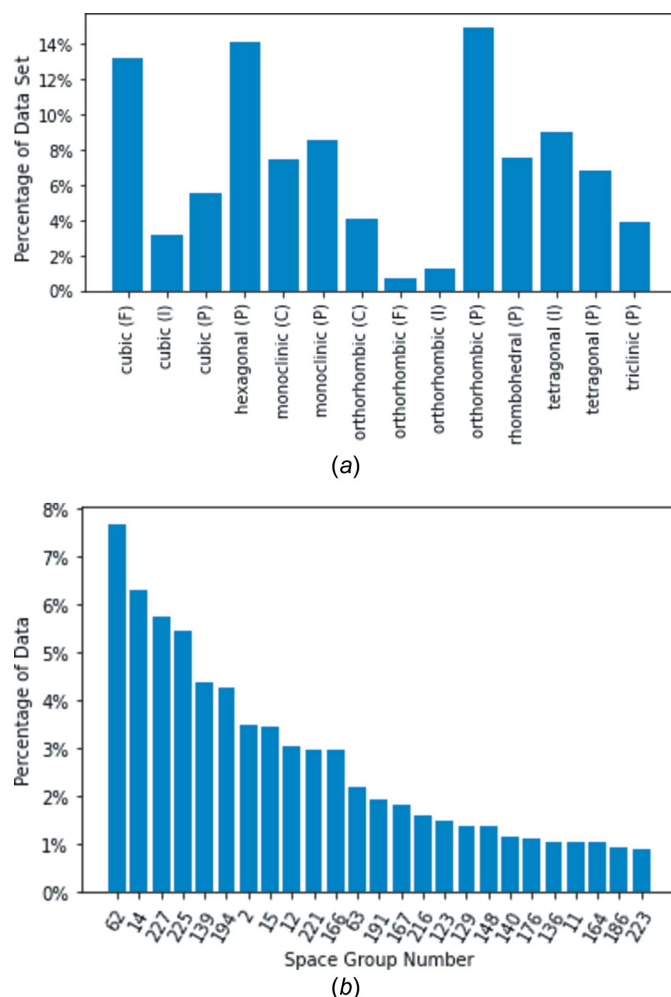 Percentage of Data Set
14%
12%
10%
8%
6%
4%
2%
0%
cubic (F)
cubic (I)
cubic (P)
hexagonal (P)
monoclinic (C)
monoclinic (P)
orthorhombic (C)
orthorhombic (F)
orthorhombic (I)
orthorhombic (P)
rhombohedral (P)
tetragonal (I)
tetragonal (P)
triclinic (P)
(a)
Percentage of Data
8%
7%
6%
5%
4%
3%
2%
1%
0%
62 14 227 225 139 194 2 15 12 221 166 63 191 167 216 123 129 148 140 176 136 11 164 186 223
Space Group Number
(b)